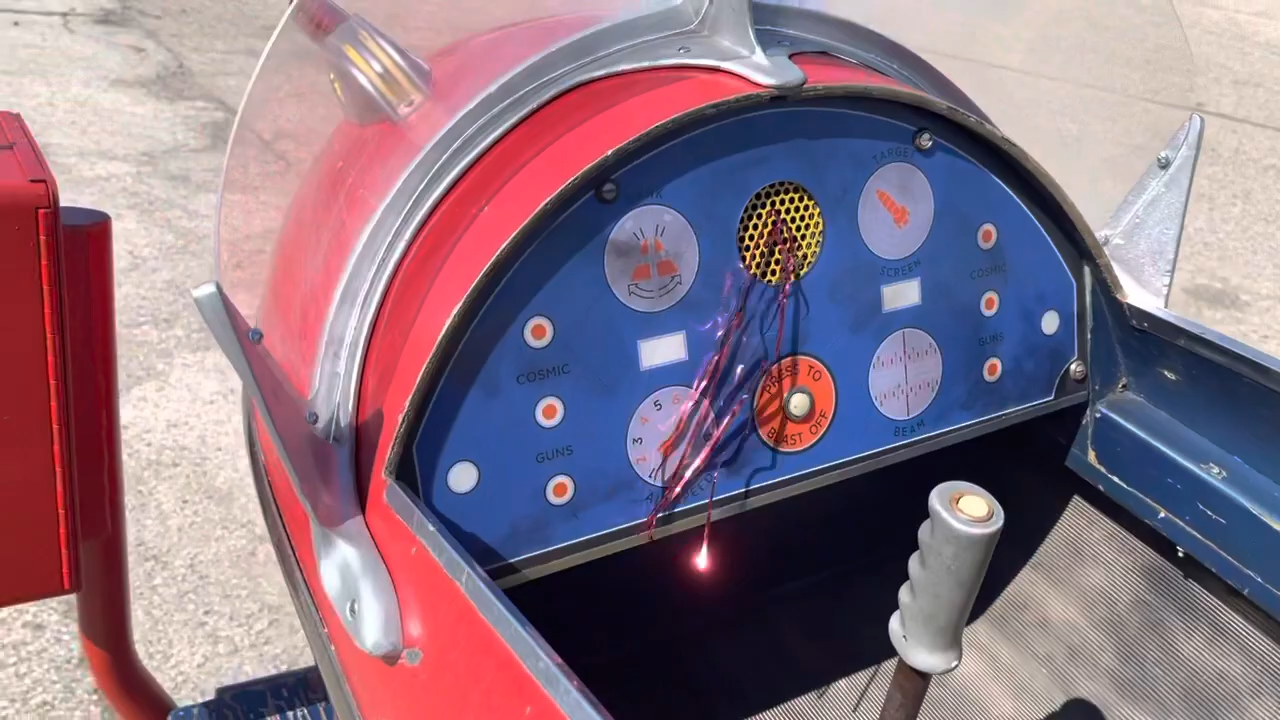 TARGET
SCREEN
COSMIC
GUNS
COSMIC
GUNS
5
6
4
3
2
1
PRESS TO
BLAST OFF
BEAM